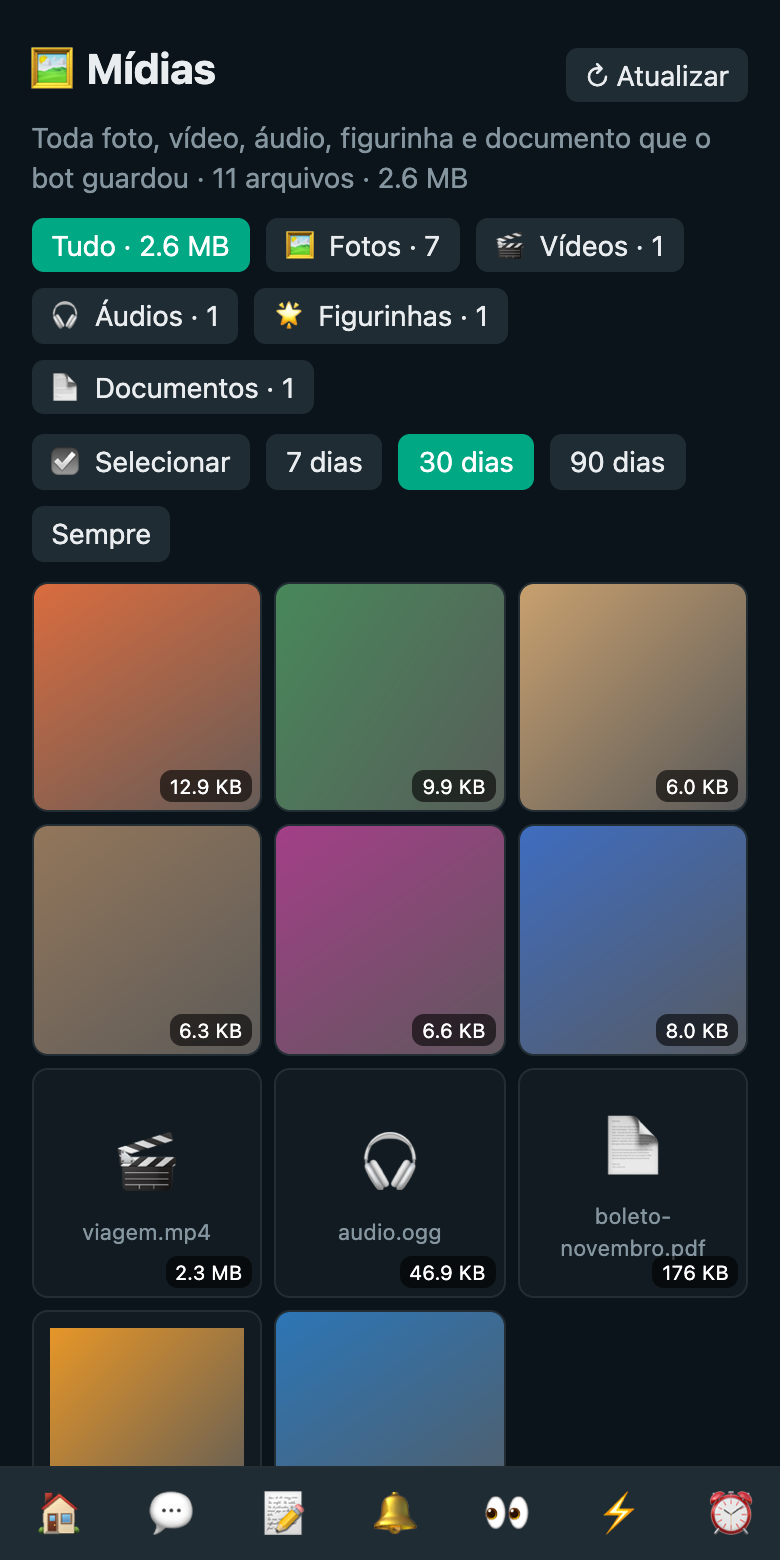 Mídias
Atualizar
Toda foto, vídeo, áudio, figurinha e documento que o
bot guardou · 11 arquivos · 2.6 MB
Tudo · 2.6 MB
Fotos · 7
Vídeos · 1
Áudios · 1
Figurinhas · 1
Documentos · 1
Selecionar
7 dias
30 dias
90 dias
Sempre
12.9 KB
9.9 KB
6.0 KB
6.3 KB
6.6 KB
8.0 KB
viagem.mp4
2.3 MB
audio.ogg
46.9 KB
boleto-
novembro.pdf
176 KB